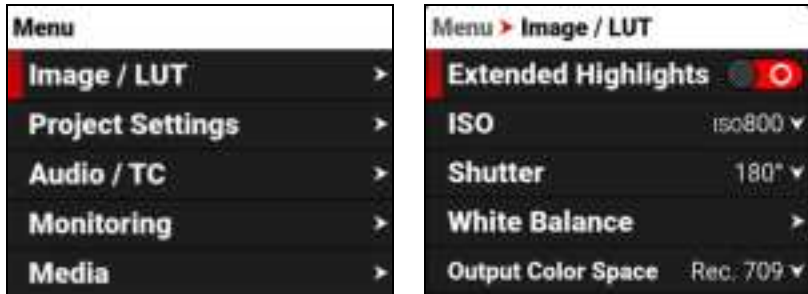 Menu
Image / LUT
Project Settings
Audio / TC
Monitoring
Media
Menu > Image / LUT
Extended Highlights
ISO iso800
Shutter 180°
White Balance
Output Color Space Rec. 709